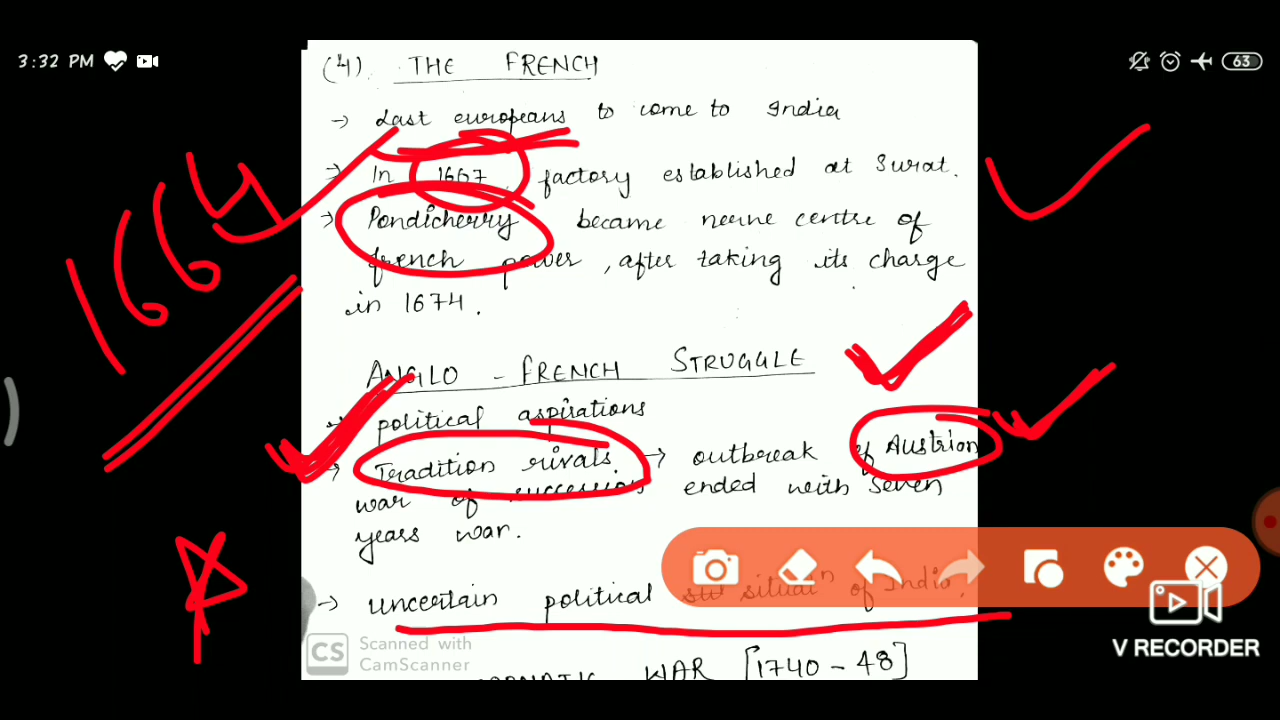 3:32 PM
63
(4). THE FRENCH
→ Last europeans to come to India
→ In 1667, factory established at Surat.
→ Pondicherry became nerve centre of
french power, after taking its charge
in 1674.
1664
ANGLO - FRENCH STRUGGLE
→ political aspirations
→ Tradition rivals → outbreak of Austrian
war of succession ended with Seven
years war.
→ uncertain political situatⁿ of India.
CS Scanned with
CamScanner
WAR [1740-48]
V RECORDER